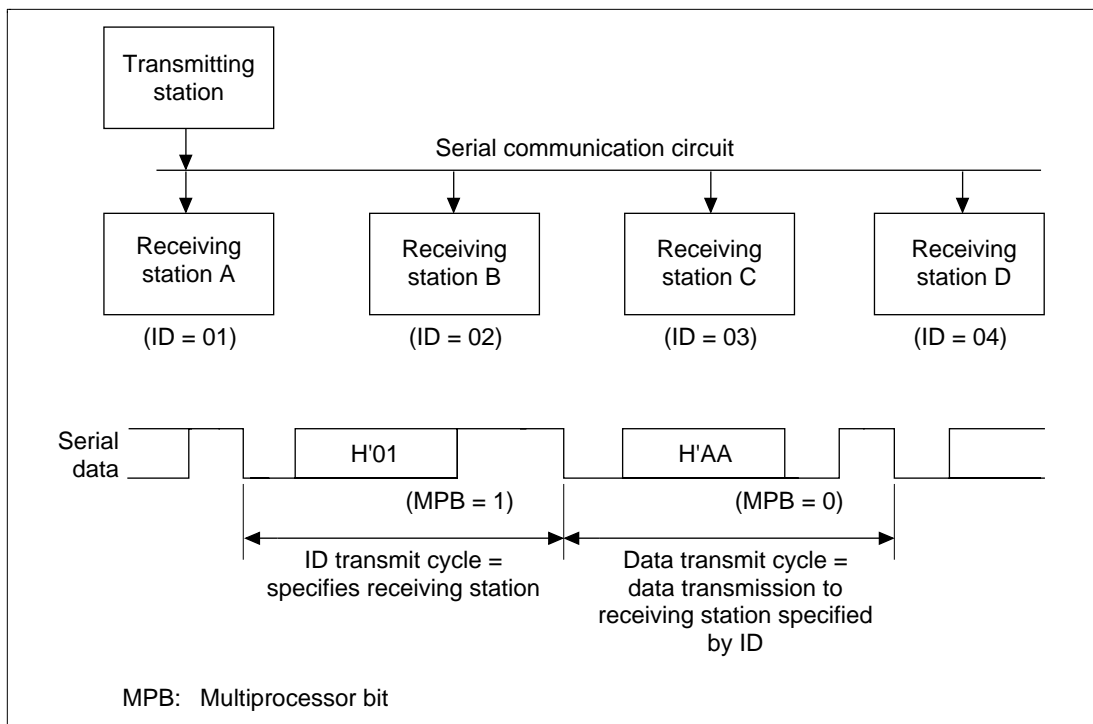 Transmitting
station
Serial communication circuit
Receiving
station A
Receiving
station B
Receiving
station C
Receiving
station D
(ID = 01)
(ID = 02)
(ID = 03)
(ID = 04)
Serial
data
H'01
H'AA
(MPB = 1)
(MPB = 0)
ID transmit cycle =
specifies receiving station
Data transmit cycle =
data transmission to
receiving station specified
by ID
MPB: Multiprocessor bit